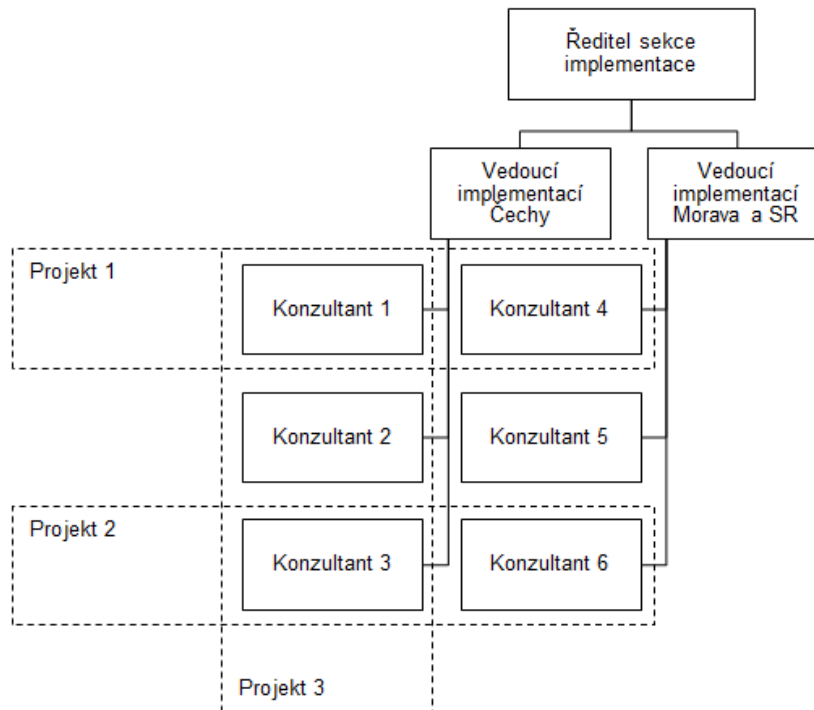 Ředitel sekce
implementace
Vedoucí
implementací
Čechy
Vedoucí
implementací
Morava a SR
Projekt 1
Konzultant 1
Konzultant 4
Konzultant 2
Konzultant 5
Projekt 2
Konzultant 3
Konzultant 6
Projekt 3